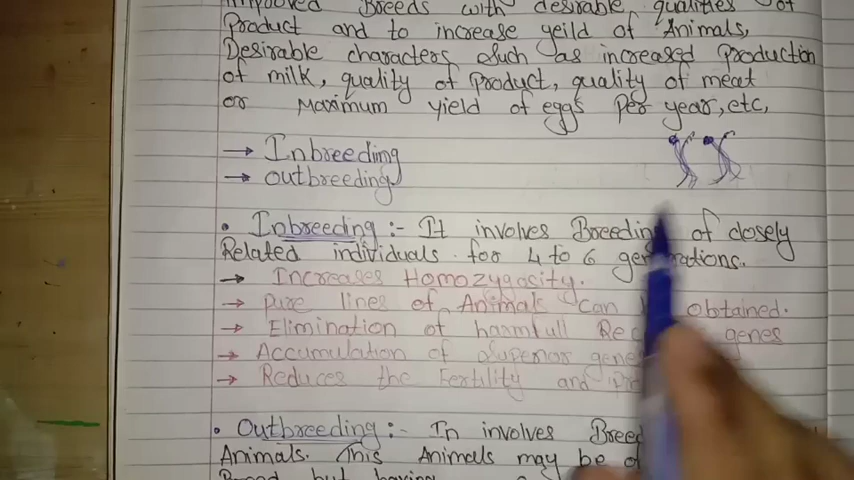 Improved Breeds with desirable qualities of
Product and to increase yeild of Animals,
Desirable characters such as increased production
of milk, quality of Product, quality of meat
or Maximum yield of eggs Per year, etc,
→ Inbreeding
→ outbreeding
• Inbreeding :- It involves Breeding of closely
Related individuals for 4 to 6 generations.
→ Increases Homozygosity.
→ Pure lines of Animals can obtained.
→ Elimination of harmfull genes
→ Accumulation of Superior
→ Reduces the Fertility and
• Outbreeding :- In involves
Animals. This Animals may be of
Breed but having